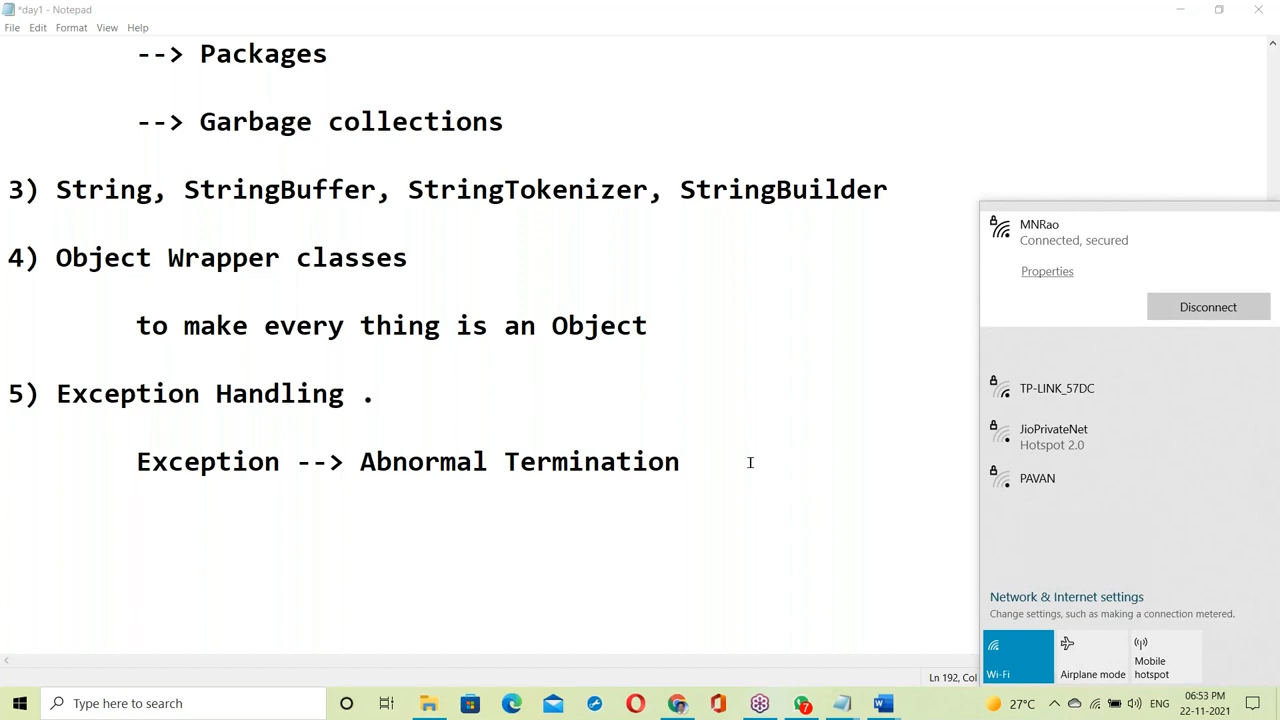 *day1 - Notepad
File Edit Format View Help
--> Packages
--> Garbage collections
3) String, StringBuffer, StringTokenizer, StringBuilder
4) Object Wrapper classes
to make every thing is an Object
5) Exception Handling .
Exception --> Abnormal Termination
MNRao
Connected, secured
Properties
Disconnect
TP-LINK_57DC
JioPrivateNet
Hotspot 2.0
PAVAN
Network & Internet settings
Change settings, such as making a connection metered.
Wi-Fi
Airplane mode
Mobile
hotspot
Ln 192, Col
Type here to search
7
27°C
ENG
06:53 PM
22-11-2021